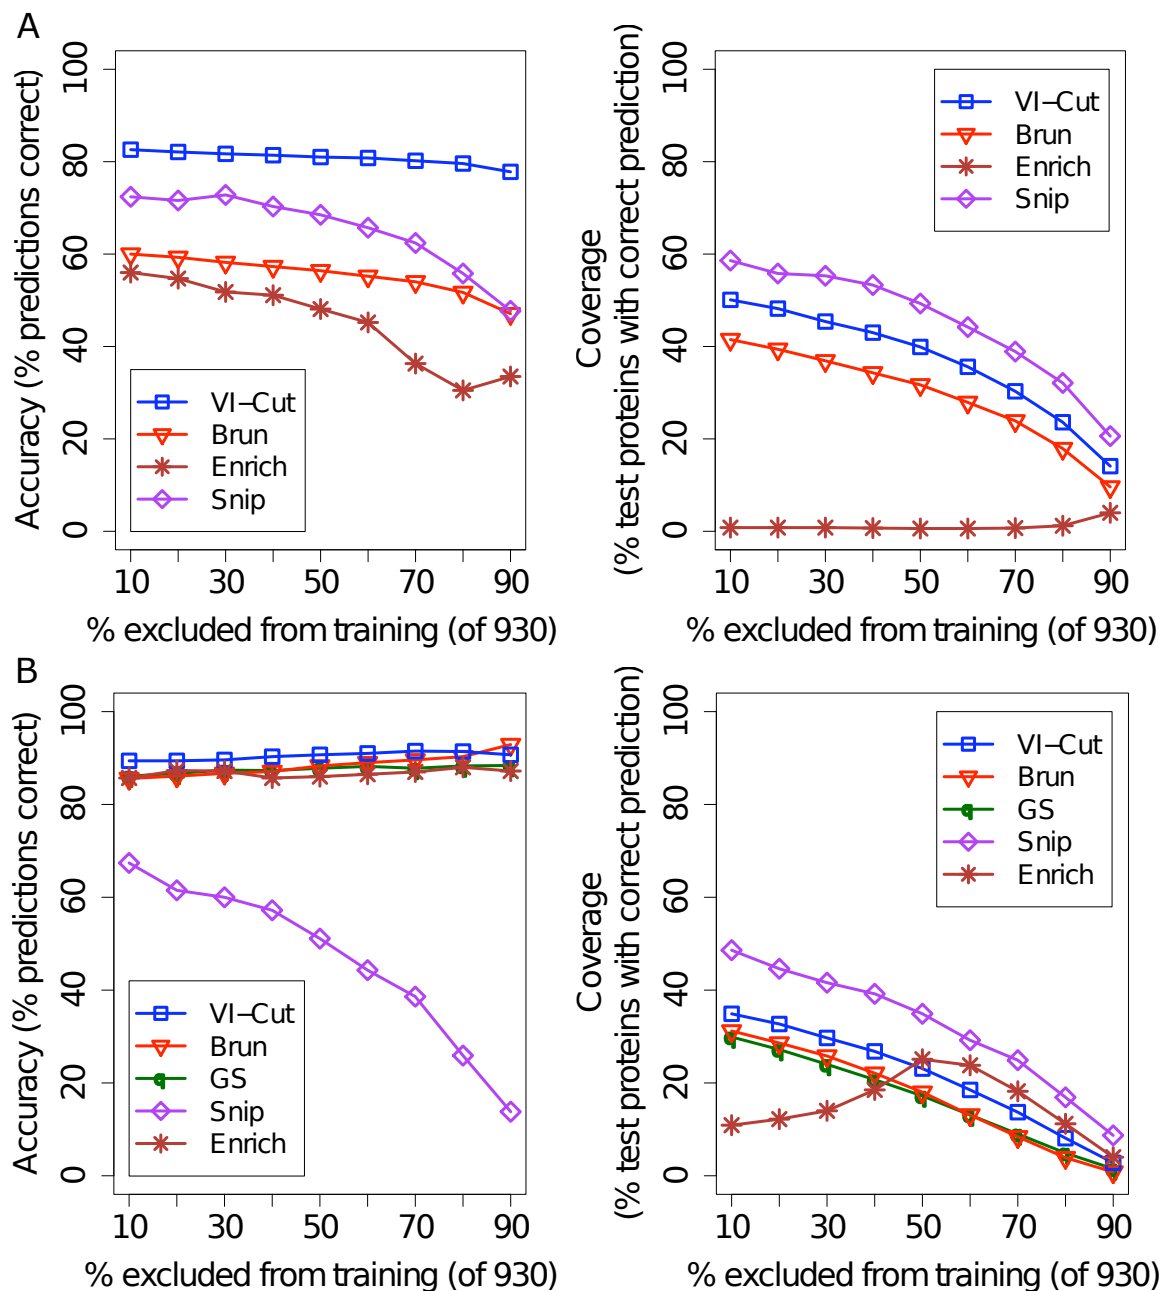 A
Accuracy (% predictions correct)
0 20 40 60 80 100
VI−Cut
Brun
Enrich
Snip
10 30 50 70 90
% excluded from training (of 930)
Coverage
(% test proteins with correct prediction)
0 20 40 60 80 100
VI−Cut
Brun
Enrich
Snip
10 30 50 70 90
% excluded from training (of 930)
B
Accuracy (% predictions correct)
0 20 40 60 80 100
VI−Cut
Brun
GS
Snip
Enrich
10 30 50 70 90
% excluded from training (of 930)
Coverage
(% test proteins with correct prediction)
0 20 40 60 80 100
VI−Cut
Brun
GS
Snip
Enrich
10 30 50 70 90
% excluded from training (of 930)